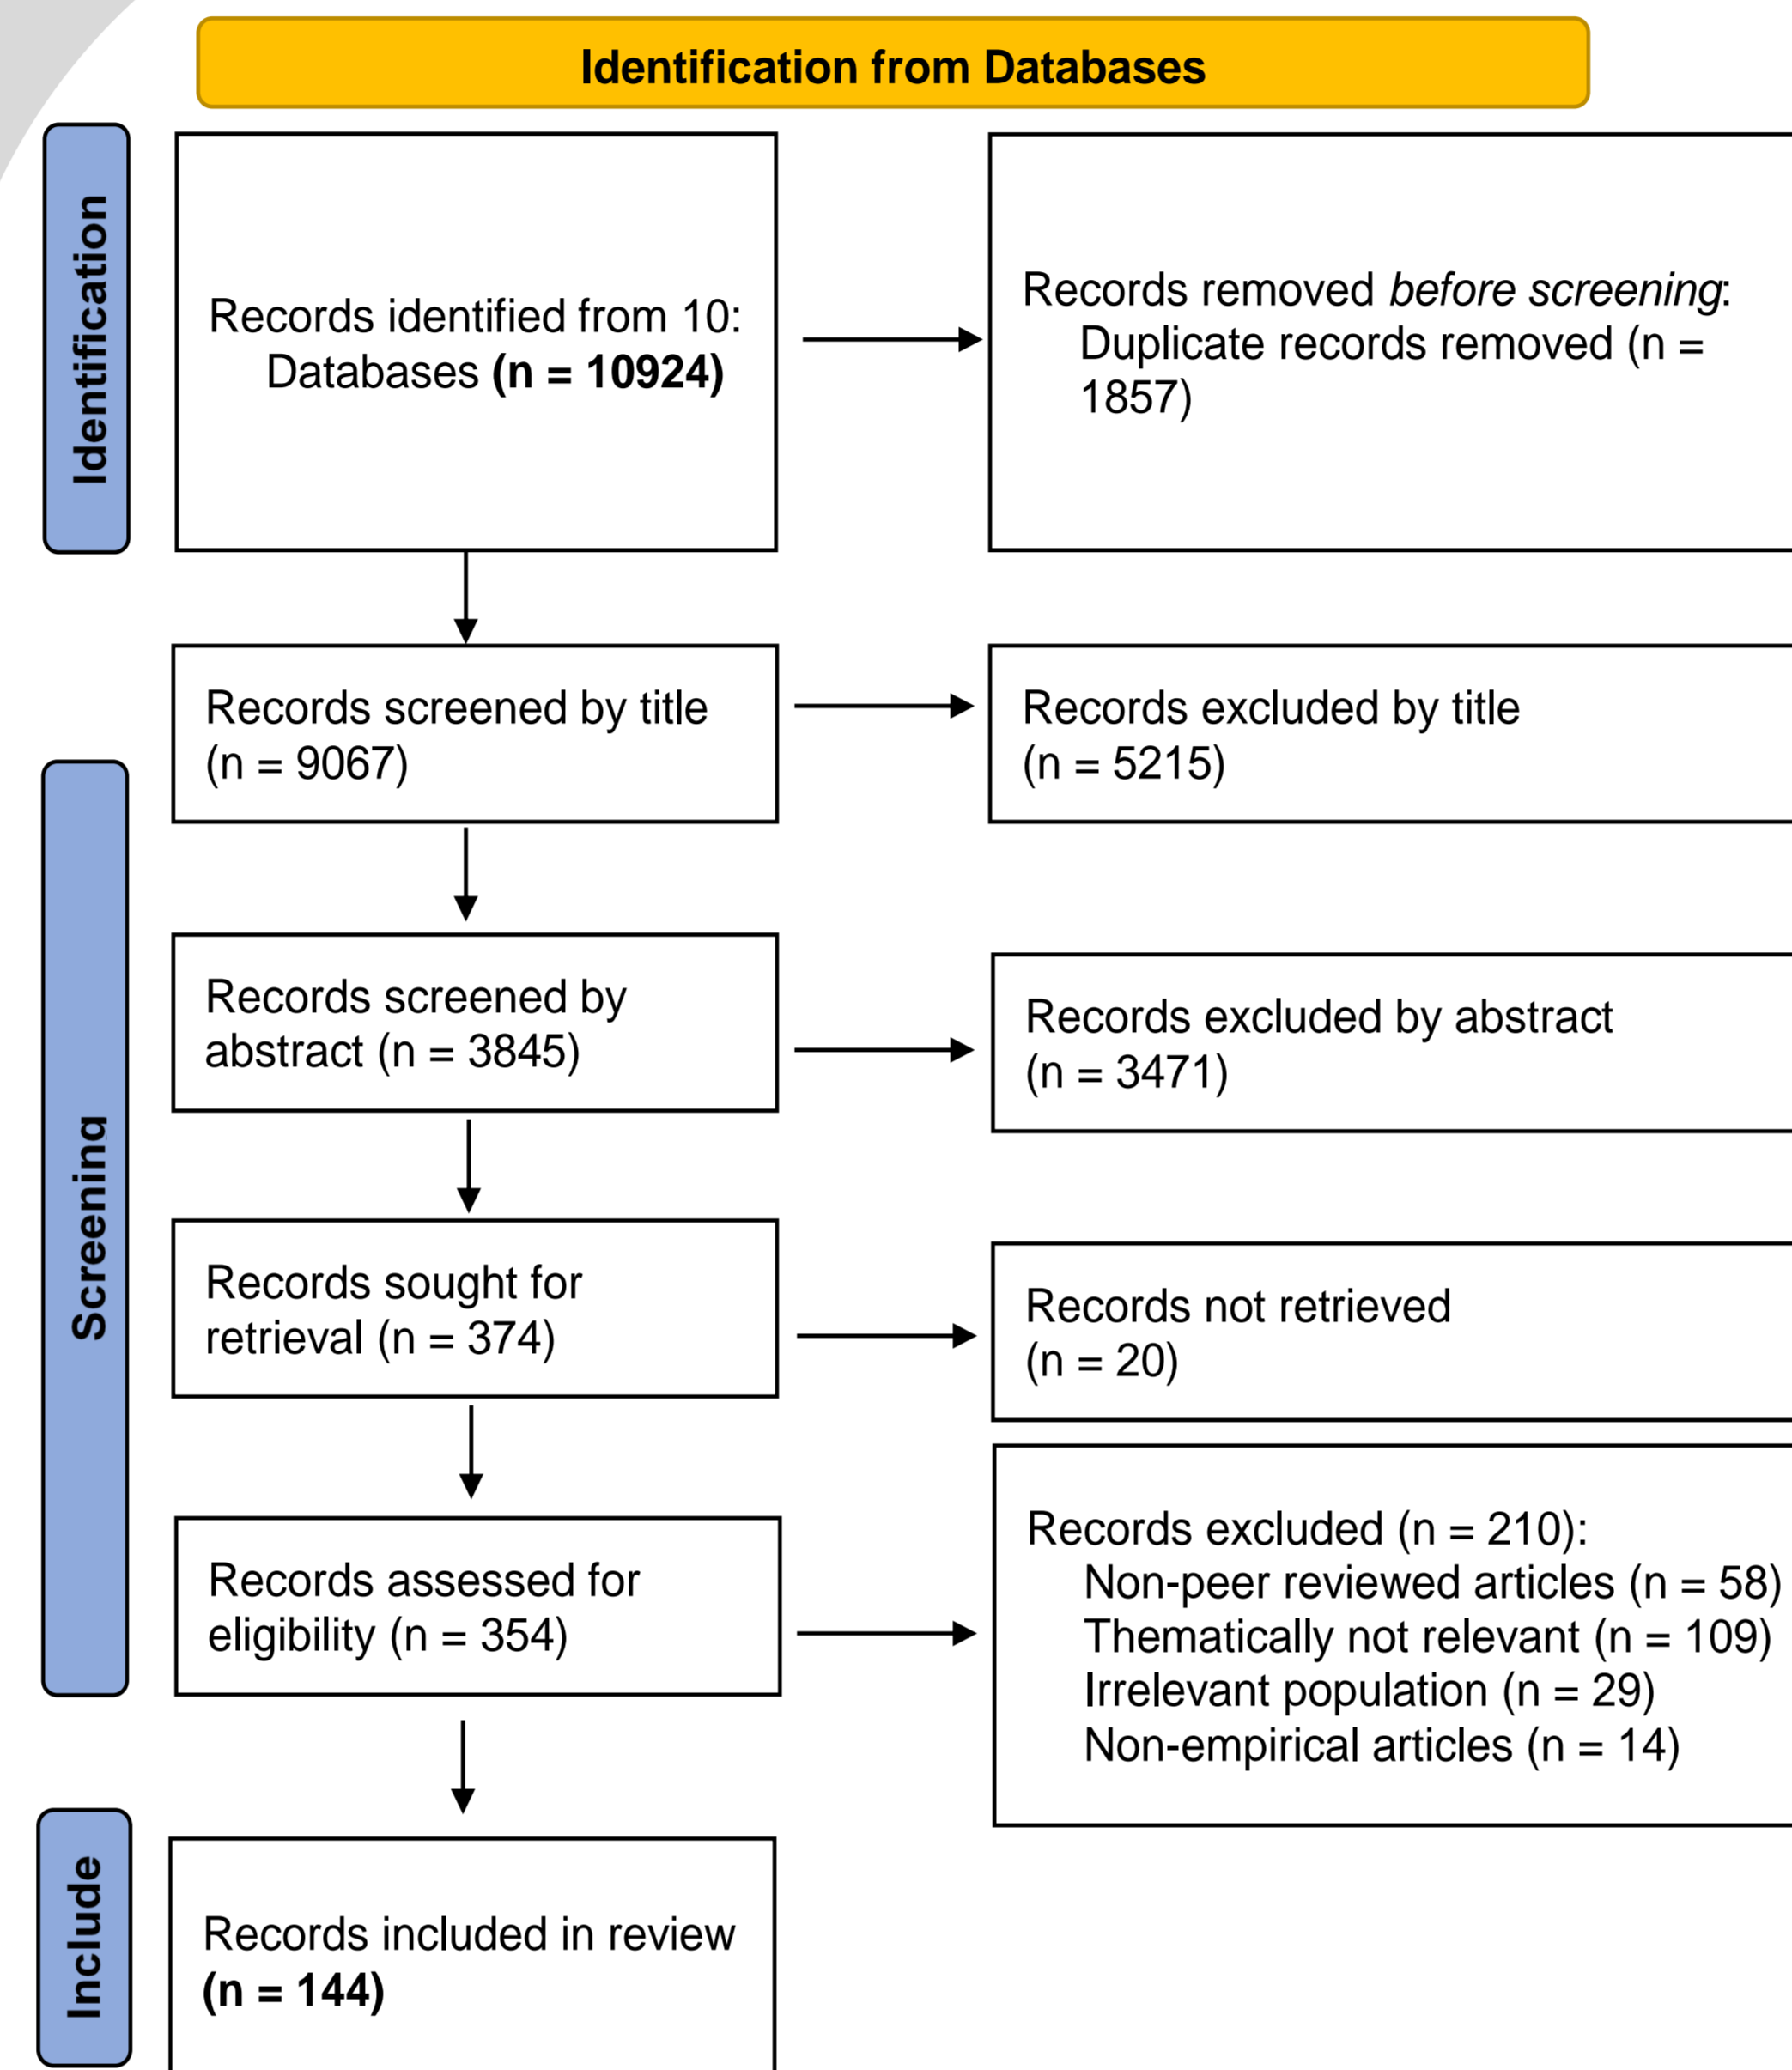 Identification from Databases
Identification
Records identified from 10:
Databases (n = 10924)
Records removed before screening:
Duplicate records removed (n =
1857)
Screening
Records screened by title
(n = 9067)
Records excluded by title
(n = 5215)
Records screened by
abstract (n = 3845)
Records excluded by abstract
(n = 3471)
Records sought for
retrieval (n = 374)
Records not retrieved
(n = 20)
Records assessed for
eligibility (n = 354)
Records excluded (n = 210):
Non-peer reviewed articles (n = 58)
Thematically not relevant (n = 109)
Irrelevant population (n = 29)
Non-empirical articles (n = 14)
Include
Records included in review
(n = 144)